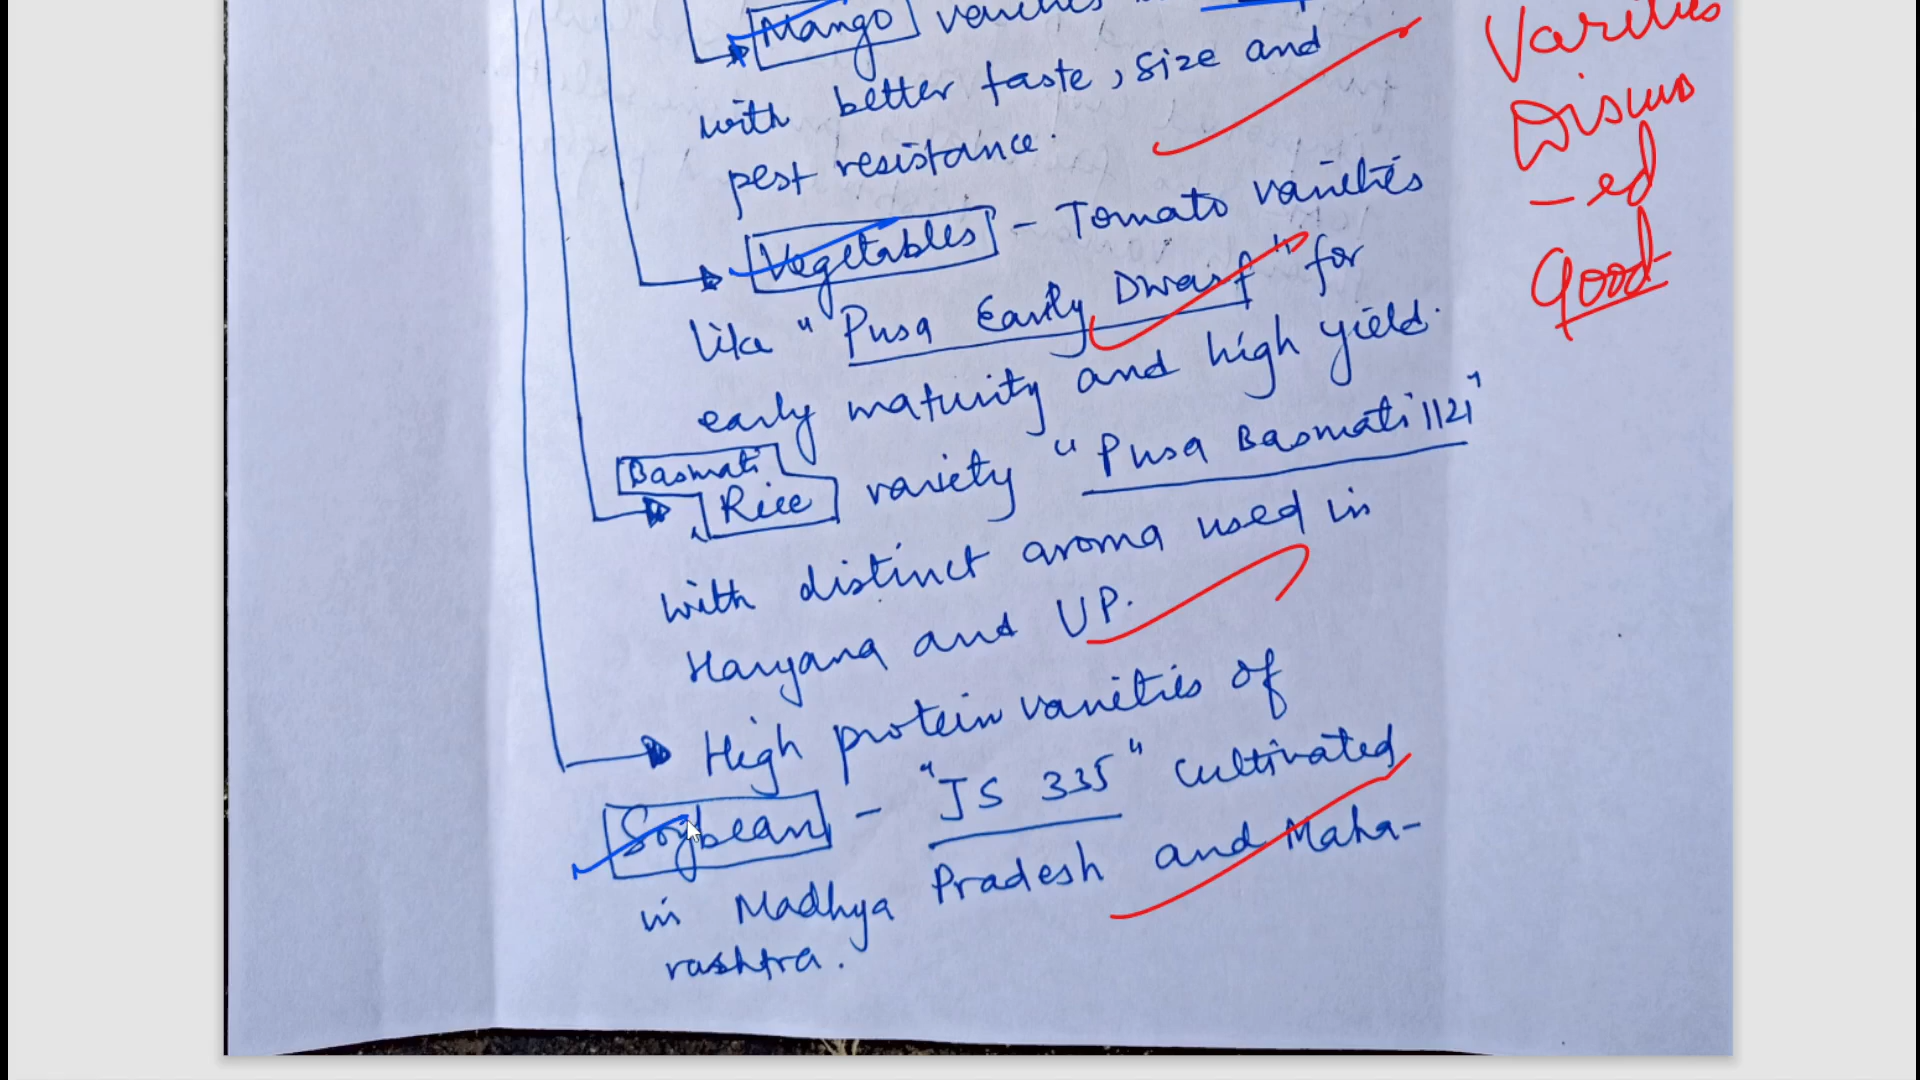 Mango varieties
with better taste, size and
pest resistance.
Vegetables - Tomato varieties
like "Pusa Early Dwarf" for
early maturity and high yield.
Basmati
Rice variety "Pusa Basmati 1121"
with distinct aroma used in
Haryana and UP.
High protein varieties of
Soybean - "JS 335" cultivated
in Madhya Pradesh and Maha-
rashtra.
Varities
Discuss
-ed
Good